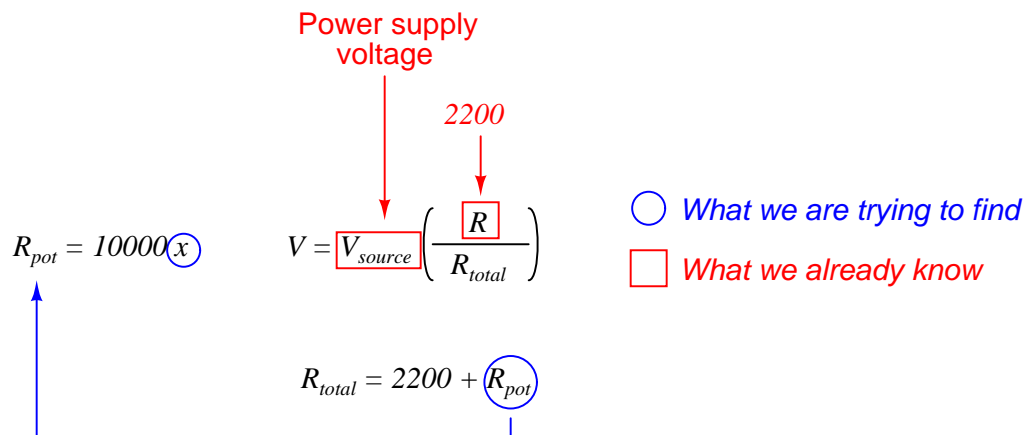 Power supply
voltage
2200
R_pot = 10000 x
V = V_source ( R / R_total )
What we are trying to find
What we already know
R_total = 2200 + R_pot